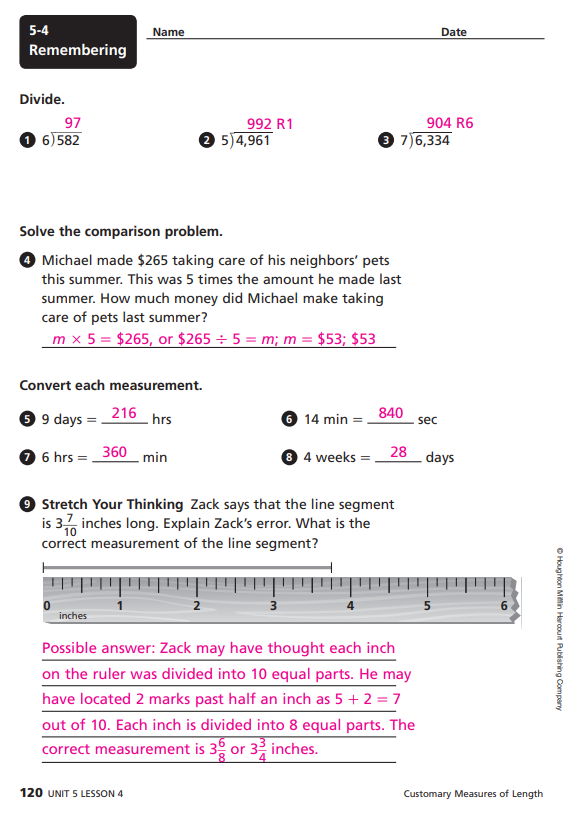 5-4
Remembering
Name
Date
Divide.
97
992 R1
904 R6
1 6)582
2 5)4,961
3 7)6,334
Solve the comparison problem.
4 Michael made $265 taking care of his neighbors’ pets
this summer. This was 5 times the amount he made last
summer. How much money did Michael make taking
care of pets last summer?
m × 5 = $265, or $265 ÷ 5 = m; m = $53; $53
Convert each measurement.
5 9 days = 216 hrs
6 14 min = 840 sec
7 6 hrs = 360 min
8 4 weeks = 28 days
9 Stretch Your Thinking Zack says that the line segment
is 3 7/10 inches long. Explain Zack’s error. What is the
correct measurement of the line segment?
0 1 2 3 4 5 6
inches
Possible answer: Zack may have thought each inch
on the ruler was divided into 10 equal parts. He may
have located 2 marks past half an inch as 5 + 2 = 7
out of 10. Each inch is divided into 8 equal parts. The
correct measurement is 3 6/8 or 3 3/4 inches.
© Houghton Mifflin Harcourt Publishing Company
120 UNIT 5 LESSON 4
Customary Measures of Length